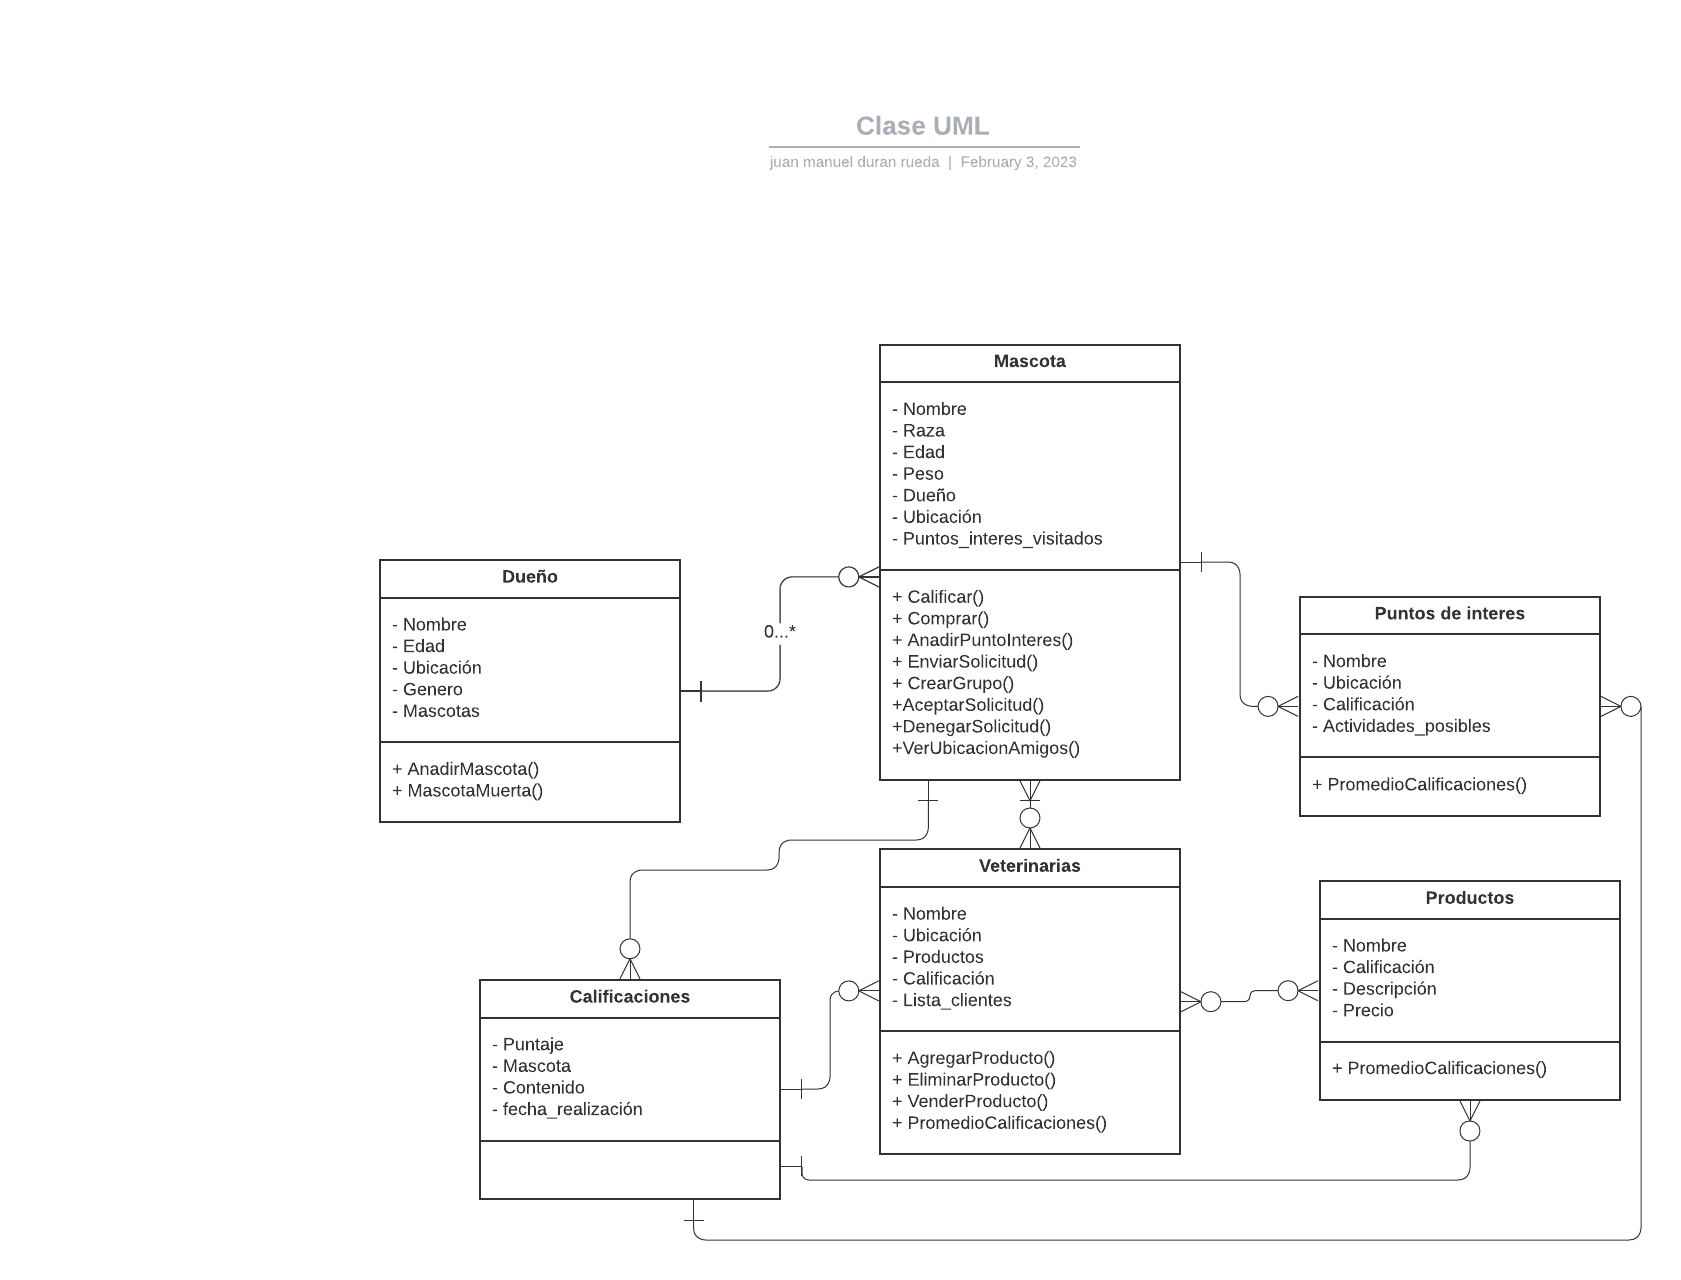 Clase UML
juan manuel duran rueda | February 3, 2023
Mascota
- Nombre
- Raza
- Edad
- Peso
- Dueño
- Ubicación
- Puntos_interes_visitados
+ Calificar()
+ Comprar()
+ AnadirPuntoInteres()
+ EnviarSolicitud()
+ CrearGrupo()
+AceptarSolicitud()
+DenegarSolicitud()
+VerUbicacionAmigos()
Dueño
- Nombre
- Edad
- Ubicación
- Genero
- Mascotas
+ AnadirMascota()
+ MascotaMuerta()
0...*
Puntos de interes
- Nombre
- Ubicación
- Calificación
- Actividades_posibles
+ PromedioCalificaciones()
Veterinarias
- Nombre
- Ubicación
- Productos
- Calificación
- Lista_clientes
+ AgregarProducto()
+ EliminarProducto()
+ VenderProducto()
+ PromedioCalificaciones()
Productos
- Nombre
- Calificación
- Descripción
- Precio
+ PromedioCalificaciones()
Calificaciones
- Puntaje
- Mascota
- Contenido
- fecha_realización